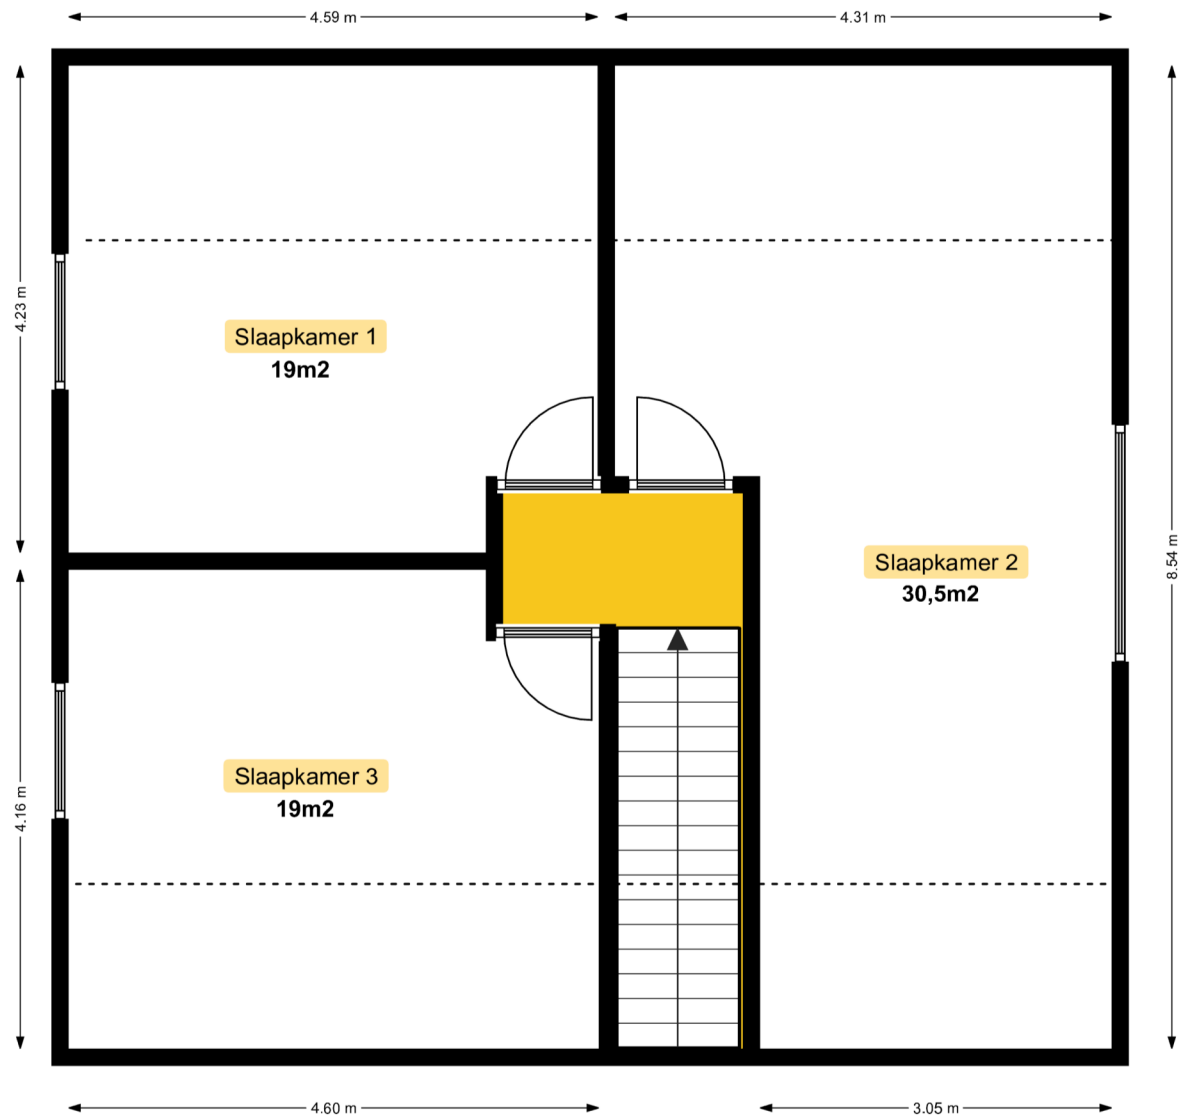 4.59 m
4.31 m
4.23 m
Slaapkamer 1
19m2
8.54 m
Slaapkamer 2
30,5m2
4.16 m
Slaapkamer 3
19m2
4.60 m
3.05 m